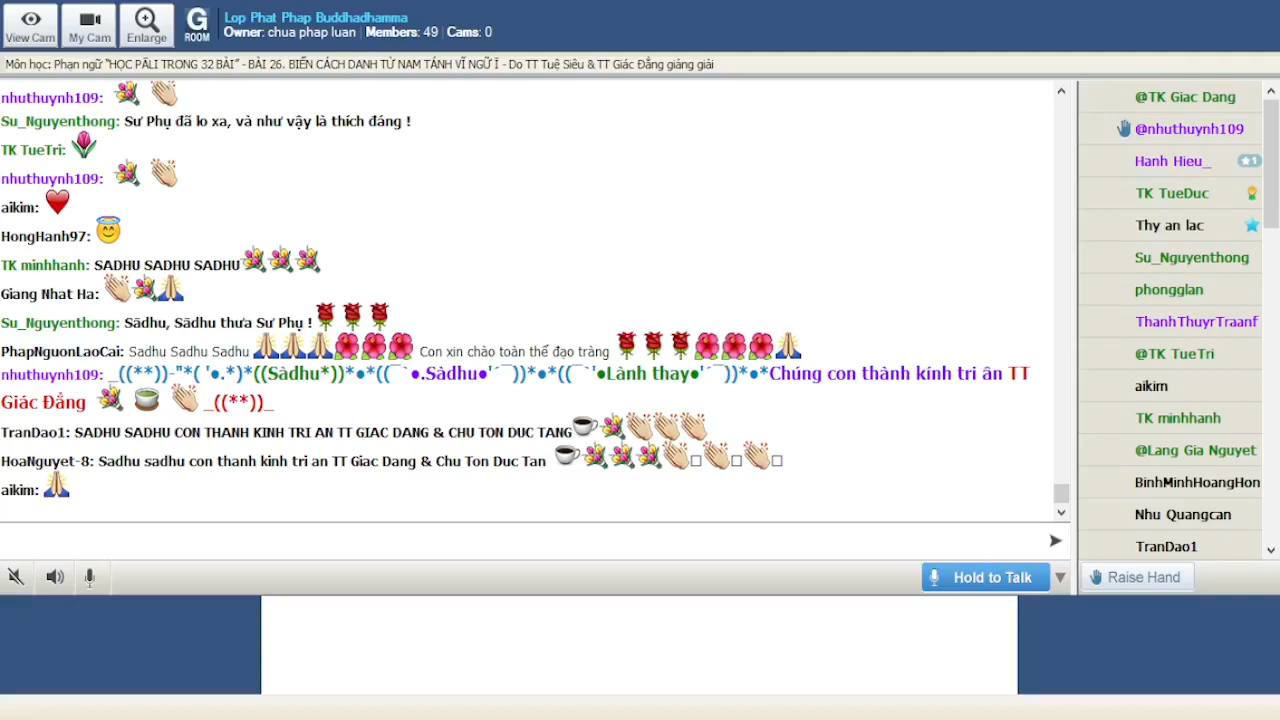 View Cam
My Cam
Enlarge
G
ROOM
Lop Phat Phap Buddhadhamma
Owner: chua phap luan | Members: 49 | Cams: 0
Môn học: Phạn ngữ "HỌC PĀLI TRONG 32 BÀI" - BÀI 26. BIẾN CÁCH DANH TỪ NAM TÁNH VĨ NGỮ Ī - Do TT Tuệ Siêu & TT Giác Đẳng giảng giải
nhuthuynh109:
Su_Nguyenthong: Sư Phụ đã lo xa, và như vậy là thích đáng !
TK TueTri:
nhuthuynh109:
aikim:
HongHanh97:
TK minhhanh: SADHU SADHU SADHU
Giang Nhat Ha:
Su_Nguyenthong: Sādhu, Sādhu thưa Sư Phụ !
PhapNguonLaoCai: Sadhu Sadhu Sadhu Con xin chào toàn thể đạo tràng
nhuthuynh109: _((**))-"*( '●.*)*((Sàdhu*))*●*((¯`●.Sàdhu●'´¯))*●*((¯`'●Lành thay●'´¯))*●*Chúng con thành kính tri ân TT
Giác Đẳng _((**))_
TranDao1: SADHU SADHU CON THANH KINH TRI AN TT GIAC DANG & CHU TON DUC TANG
HoaNguyet-8: Sadhu sadhu con thanh kinh tri an TT Giac Dang & Chu Ton Duc Tan
aikim:
Hold to Talk
@TK Giac Dang
@nhuthuynh109
Hanh Hieu_
1
TK TueDuc
Thy an lac
Su_Nguyenthong
phongglan
ThanhThuyrTraanf
@TK TueTri
aikim
TK minhhanh
@Lang Gia Nguyet
BinhMinhHoangHon
Nhu Quangcan
TranDao1
Raise Hand